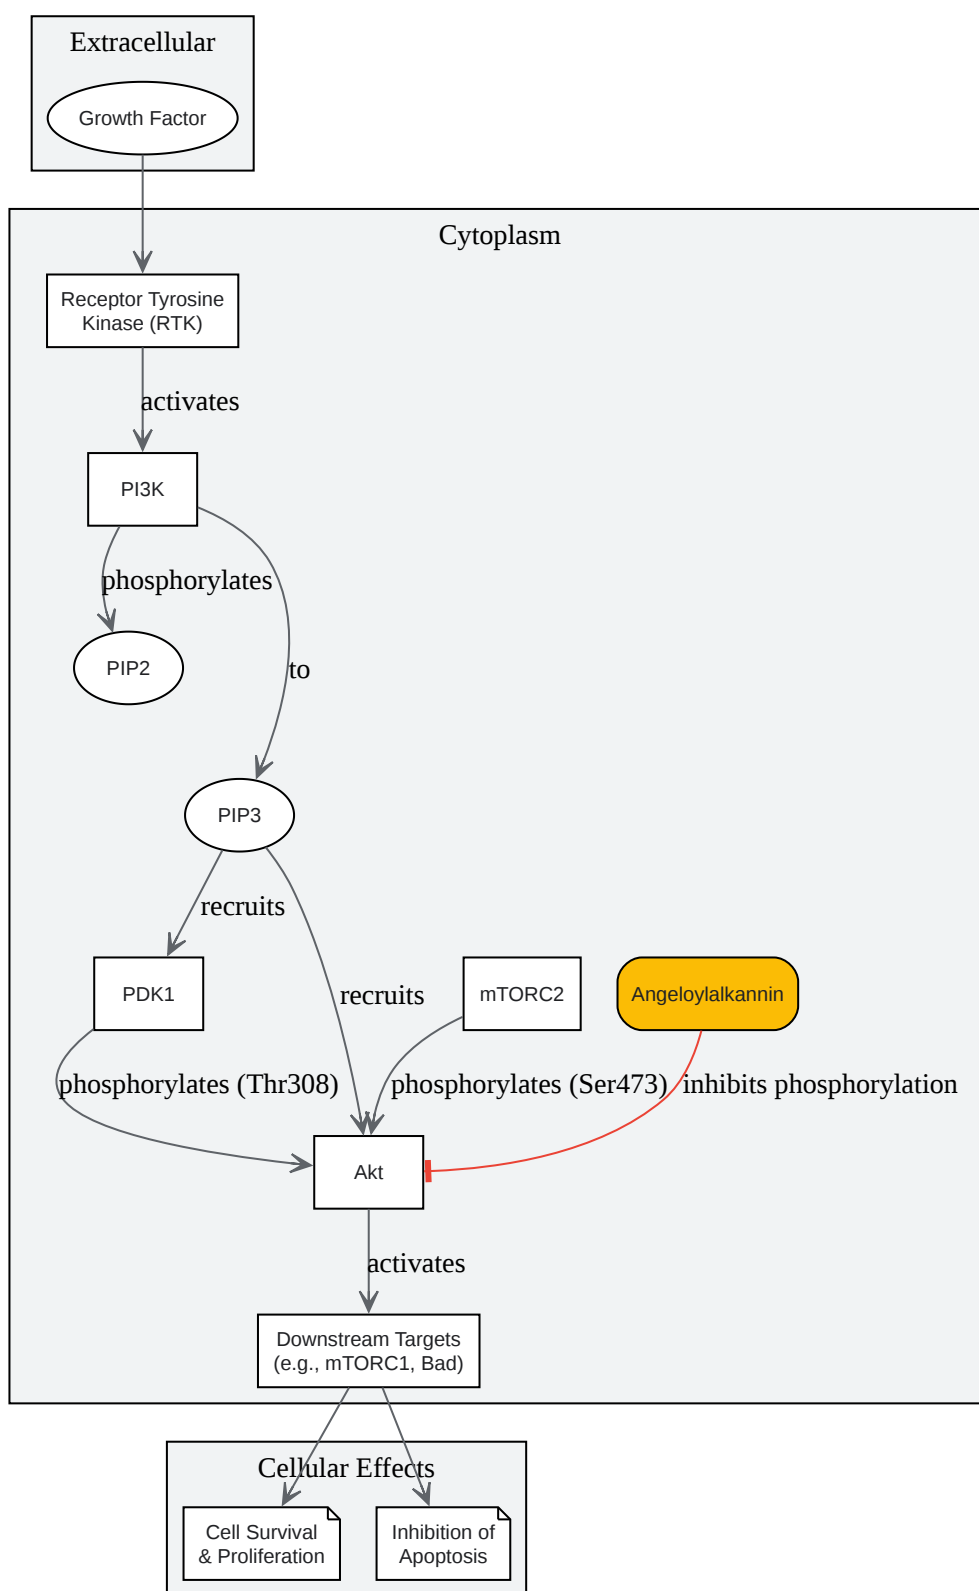 Extracellular
Growth Factor
Cytoplasm
Receptor Tyrosine
Kinase (RTK)
activates
PI3K
phosphorylates
PIP2
to
PIP3
recruits
PDK1
recruits
mTORC2
Angeloylalkannin
phosphorylates (Thr308)
phosphorylates (Ser473)
inhibits phosphorylation
Akt
activates
Downstream Targets
(e.g., mTORC1, Bad)
Cellular Effects
Cell Survival
& Proliferation
Inhibition of
Apoptosis